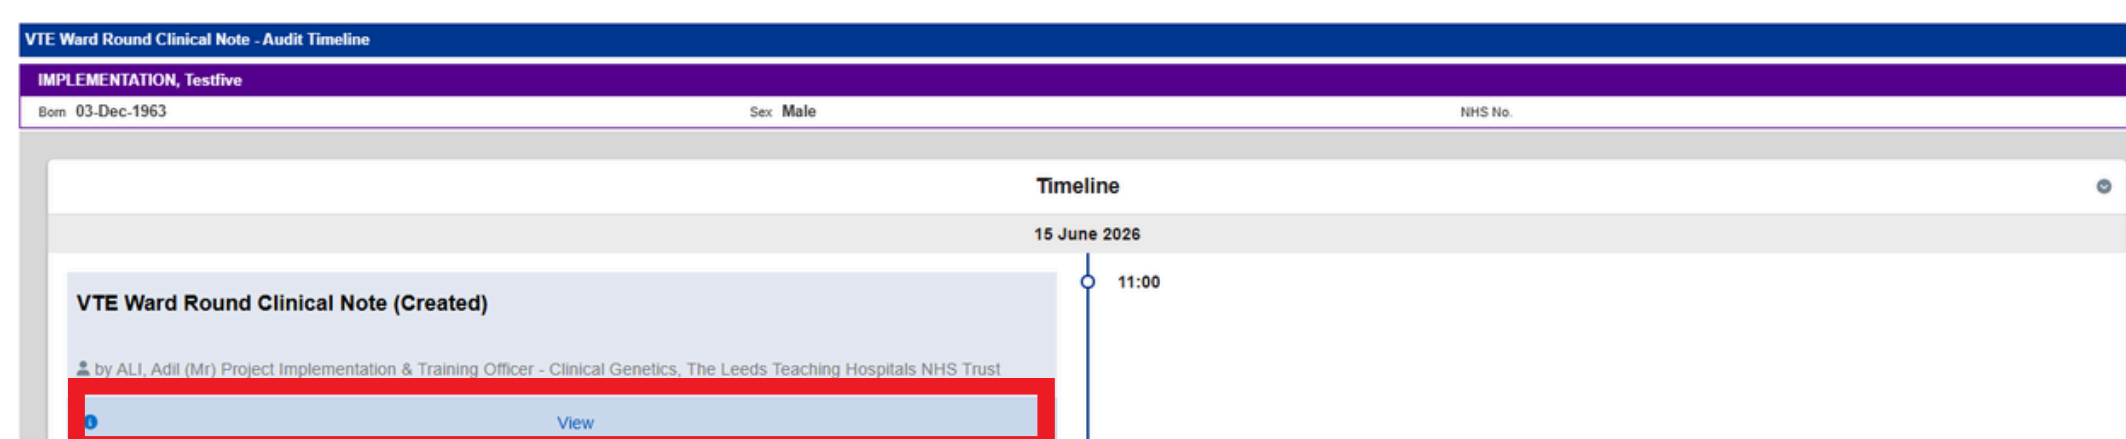 VTE Ward Round Clinical Note - Audit Timeline
IMPLEMENTATION, Testfive
Born 03-Dec-1963 Sex Male NHS No.
Timeline
15 June 2026
11:00
VTE Ward Round Clinical Note (Created)
by ALI, Adil (Mr) Project Implementation & Training Officer - Clinical Genetics, The Leeds Teaching Hospitals NHS Trust
View